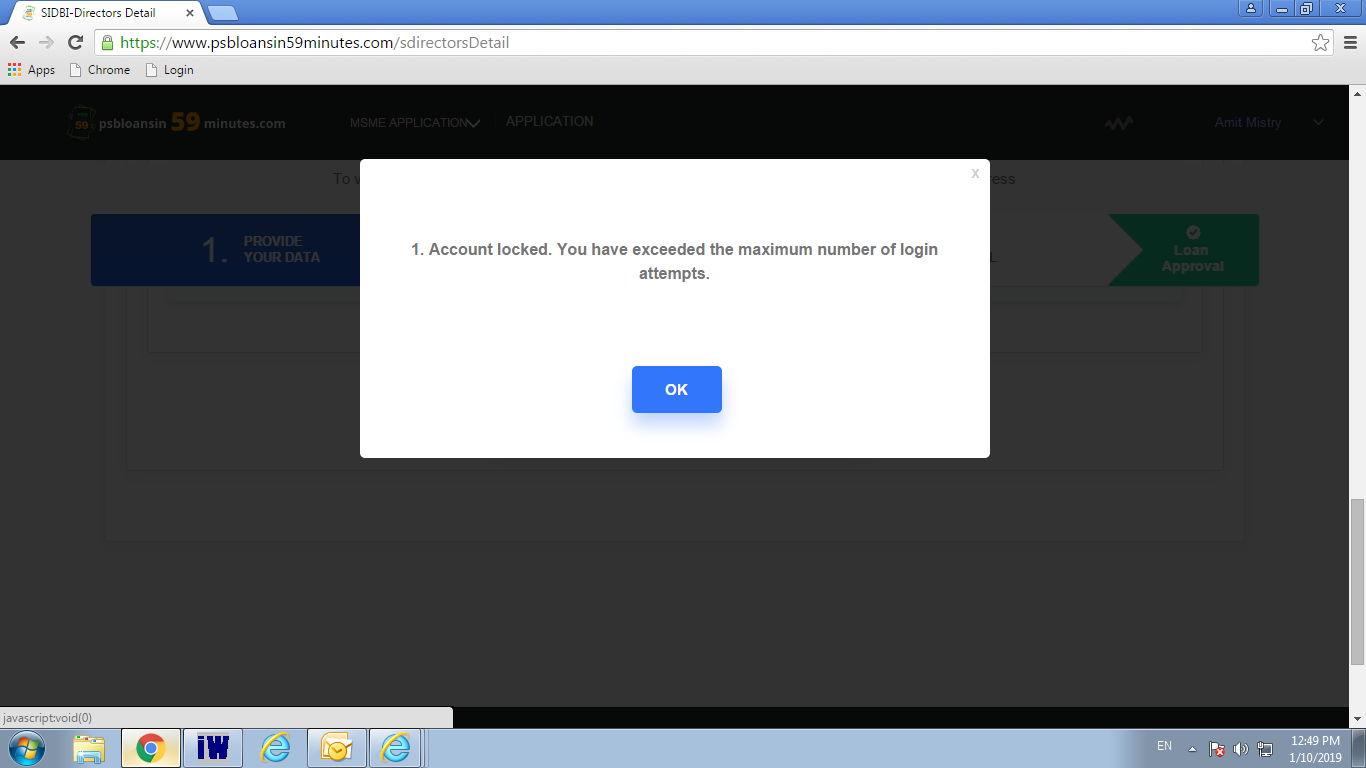 SIDBI-Directors Detail
https://www.psbloansin59minutes.com/sdirectorsDetail
Apps Chrome Login
psbloansin 59 minutes.com MSME APPLICATION APPLICATION Amit Mistry
x
To
1. PROVIDE
YOUR DATA
1. Account locked. You have exceeded the maximum number of login
attempts.
Loan
Approval
OK
javascript:void(0)
iW
EN
12:49 PM
1/10/2019